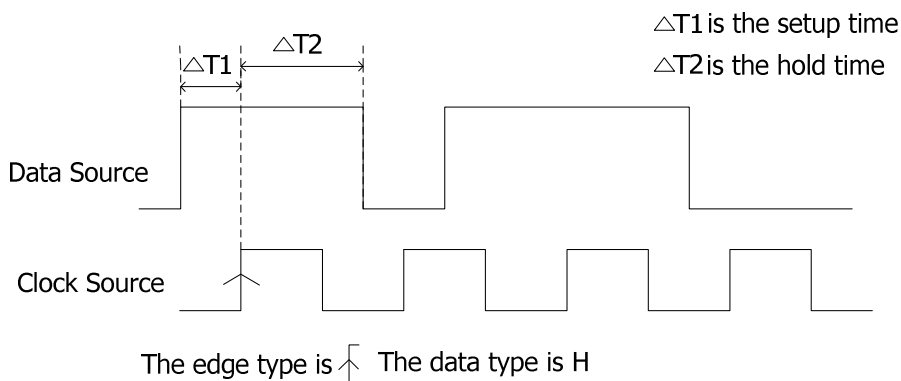 △T1 is the setup time
△T2
△T1
△T2 is the hold time
Data Source
Clock Source
The edge type is
The data type is H